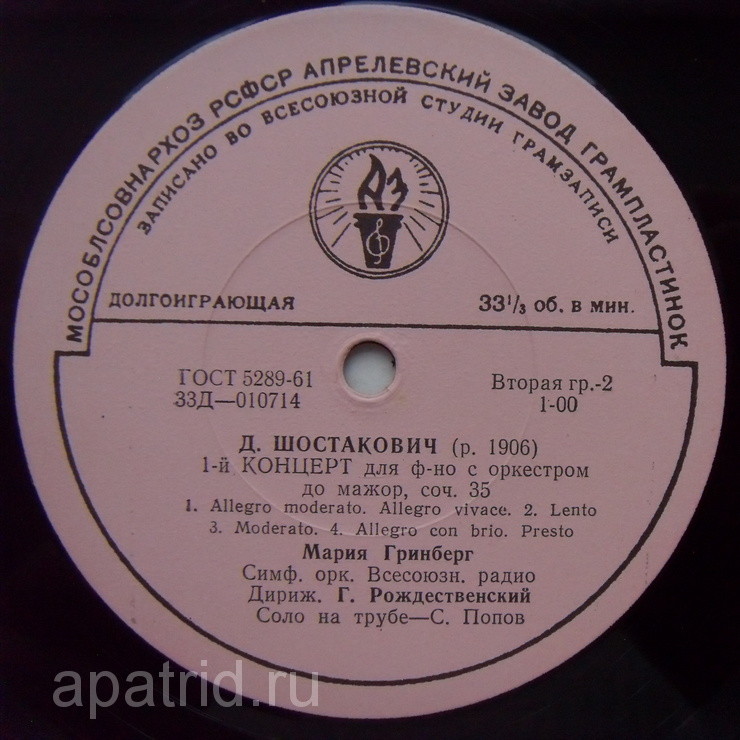 МОСОБЛСОВНАРХОЗ РСФСР АПРЕЛЕВСКИЙ ЗАВОД ГРАМПЛАСТИНОК
ЗАПИСАНО ВО ВСЕСОЮЗНОЙ СТУДИИ ГРАМЗАПИСИ
АЗ
ДОЛГОИГРАЮЩАЯ
33⅓ об. в мин.
ГОСТ 5289-61
Вторая гр.-2
33Д—010714
1-00
Д. ШОСТАКОВИЧ (р. 1906)
1-й КОНЦЕРТ для ф-но с оркестром
до мажор, соч. 35
1. Allegro moderato. Allegro vivace. 2. Lento
3. Moderato. 4. Allegro con brio. Presto
Мария Гринберг
Симф. орк. Всесоюзн. радио
Дириж. Г. Рождественский
Соло на трубе—С. Попов
apatrid.ru